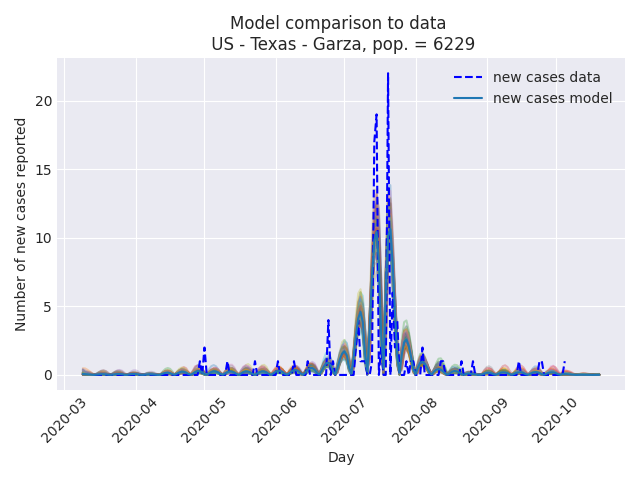 Model comparison to data
US - Texas - Garza, pop. = 6229
new cases data
new cases model
Number of new cases reported
20
15
10
5
0
2020-03
2020-04
2020-05
2020-06
2020-07
2020-08
2020-09
2020-10
Day